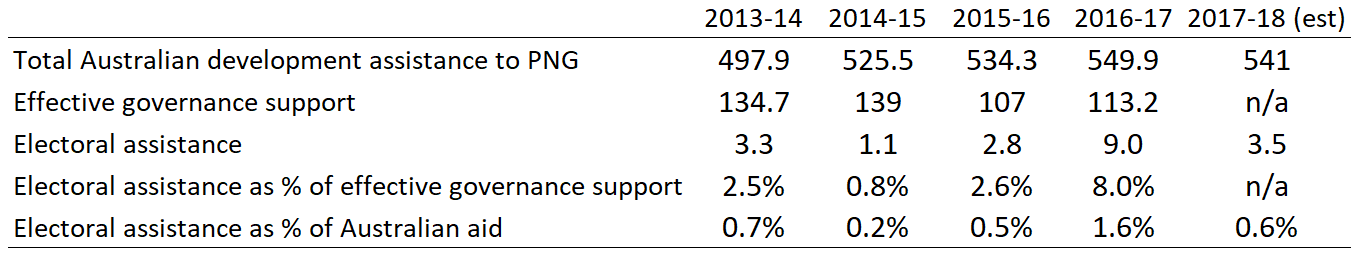 2013-14 2014-15 2015-16 2016-17 2017-18 (est)
Total Australian development assistance to PNG 497.9 525.5 534.3 549.9 541
Effective governance support 134.7 139 107 113.2 n/a
Electoral assistance 3.3 1.1 2.8 9.0 3.5
Electoral assistance as % of effective governance support 2.5% 0.8% 2.6% 8.0% n/a
Electoral assistance as % of Australian aid 0.7% 0.2% 0.5% 1.6% 0.6%